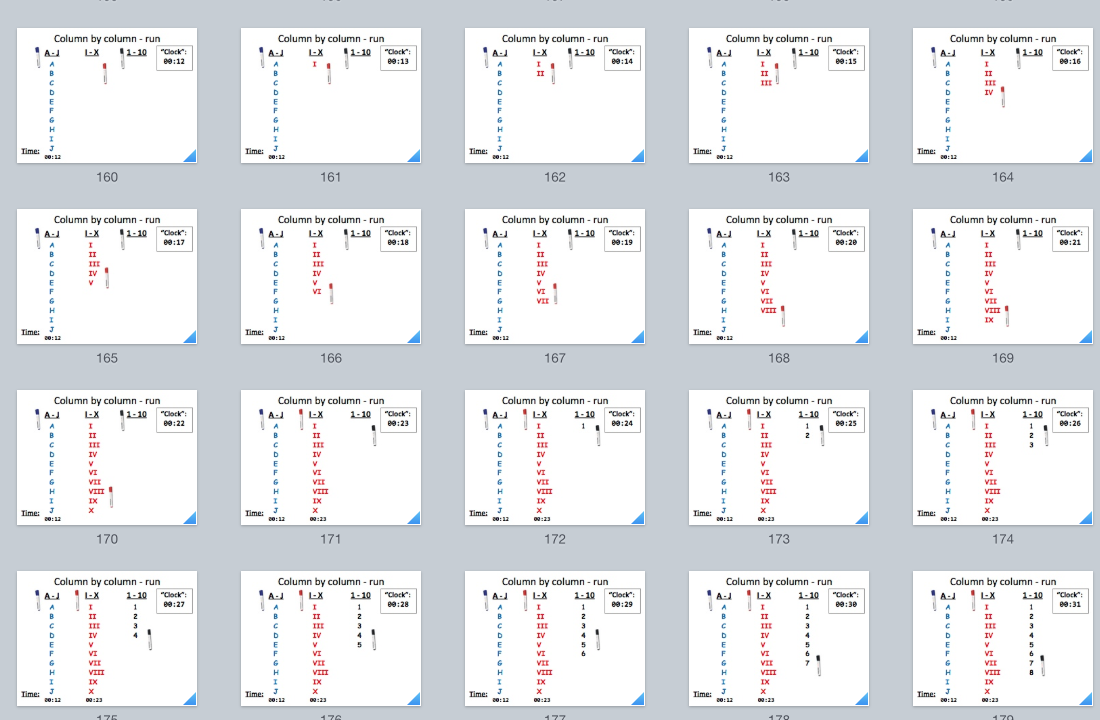 Column by column - run
A - J I - X 1 - 10 "Clock":
00:12
A
B
C
D
E
F
G
H
I
Time: J
00:12
160
Column by column - run
A - J I - X 1 - 10 "Clock":
00:13
A I
B
C
D
E
F
G
H
I
Time: J
00:12
161
Column by column - run
A - J I - X 1 - 10 "Clock":
00:14
A I
B II
C
D
E
F
G
H
I
Time: J
00:12
162
Column by column - run
A - J I - X 1 - 10 "Clock":
00:15
A I
B II
C III
D
E
F
G
H
I
Time: J
00:12
163
Column by column - run
A - J I - X 1 - 10 "Clock":
00:16
A I
B II
C III
D IV
E
F
G
H
I
Time: J
00:12
164
Column by column - run
A - J I - X 1 - 10 "Clock":
00:17
A I
B II
C III
D IV
E V
F
G
H
I
Time: J
00:12
165
Column by column - run
A - J I - X 1 - 10 "Clock":
00:18
A I
B II
C III
D IV
E V
F VI
G
H
I
Time: J
00:12
166
Column by column - run
A - J I - X 1 - 10 "Clock":
00:19
A I
B II
C III
D IV
E V
F VI
G VII
H
I
Time: J
00:12
167
Column by column - run
A - J I - X 1 - 10 "Clock":
00:20
A I
B II
C III
D IV
E V
F VI
G VII
H VIII
I
Time: J
00:12
168
Column by column - run
A - J I - X 1 - 10 "Clock":
00:21
A I
B II
C III
D IV
E V
F VI
G VII
H VIII
I IX
Time: J
00:12
169
Column by column - run
A - J I - X 1 - 10 "Clock":
00:22
A I
B II
C III
D IV
E V
F VI
G VII
H VIII
I IX
Time: J X
00:12
170
Column by column - run
A - J I - X 1 - 10 "Clock":
00:23
A I
B II
C III
D IV
E V
F VI
G VII
H VIII
I IX
Time: J X
00:12 00:23
171
Column by column - run
A - J I - X 1 - 10 "Clock":
00:24
A I 1
B II
C III
D IV
E V
F VI
G VII
H VIII
I IX
Time: J X
00:12 00:23
172
Column by column - run
A - J I - X 1 - 10 "Clock":
00:25
A I 1
B II 2
C III
D IV
E V
F VI
G VII
H VIII
I IX
Time: J X
00:12 00:23
173
Column by column - run
A - J I - X 1 - 10 "Clock":
00:26
A I 1
B II 2
C III 3
D IV
E V
F VI
G VII
H VIII
I IX
Time: J X
00:12 00:23
174
Column by column - run
A - J I - X 1 - 10 "Clock":
00:27
A I 1
B II 2
C III 3
D IV 4
E V
F VI
G VII
H VIII
I IX
Time: J X
00:12 00:23
175
Column by column - run
A - J I - X 1 - 10 "Clock":
00:28
A I 1
B II 2
C III 3
D IV 4
E V 5
F VI
G VII
H VIII
I IX
Time: J X
00:12 00:23
176
Column by column - run
A - J I - X 1 - 10 "Clock":
00:29
A I 1
B II 2
C III 3
D IV 4
E V 5
F VI 6
G VII
H VIII
I IX
Time: J X
00:12 00:23
177
Column by column - run
A - J I - X 1 - 10 "Clock":
00:30
A I 1
B II 2
C III 3
D IV 4
E V 5
F VI 6
G VII 7
H VIII
I IX
Time: J X
00:12 00:23
178
Column by column - run
A - J I - X 1 - 10 "Clock":
00:31
A I 1
B II 2
C III 3
D IV 4
E V 5
F VI 6
G VII 7
H VIII 8
I IX
Time: J X
00:12 00:23
179